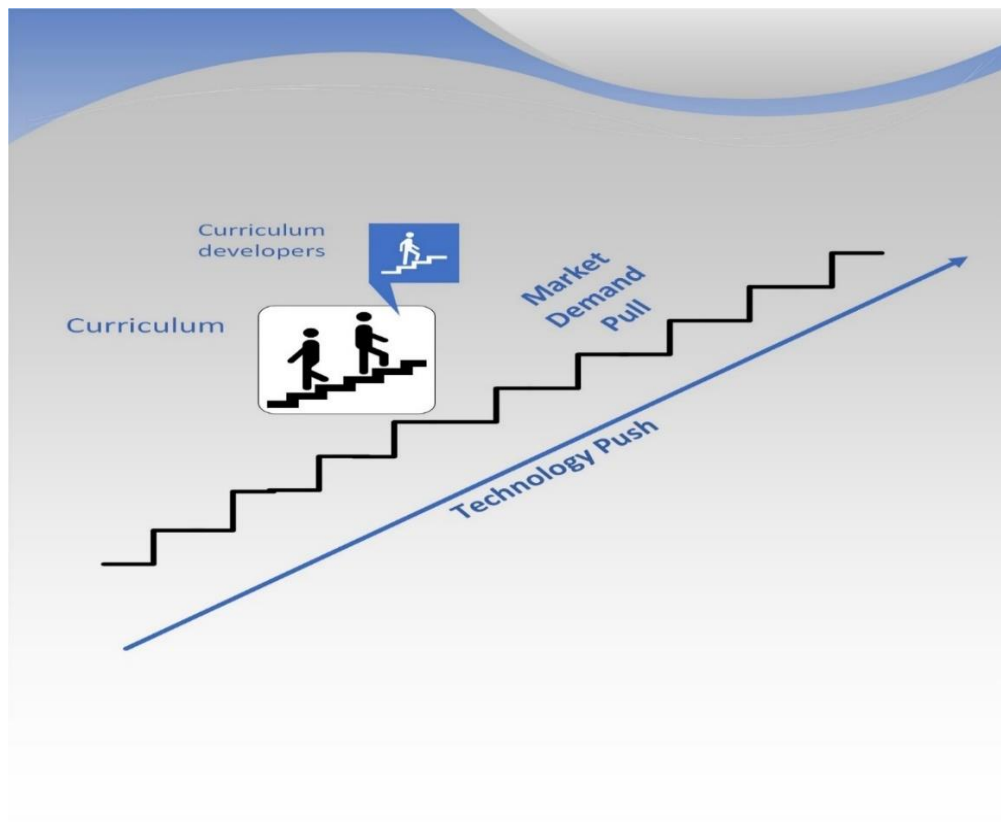 Curriculum
developers
Curriculum
Market
Demand
Pull
Technology Push